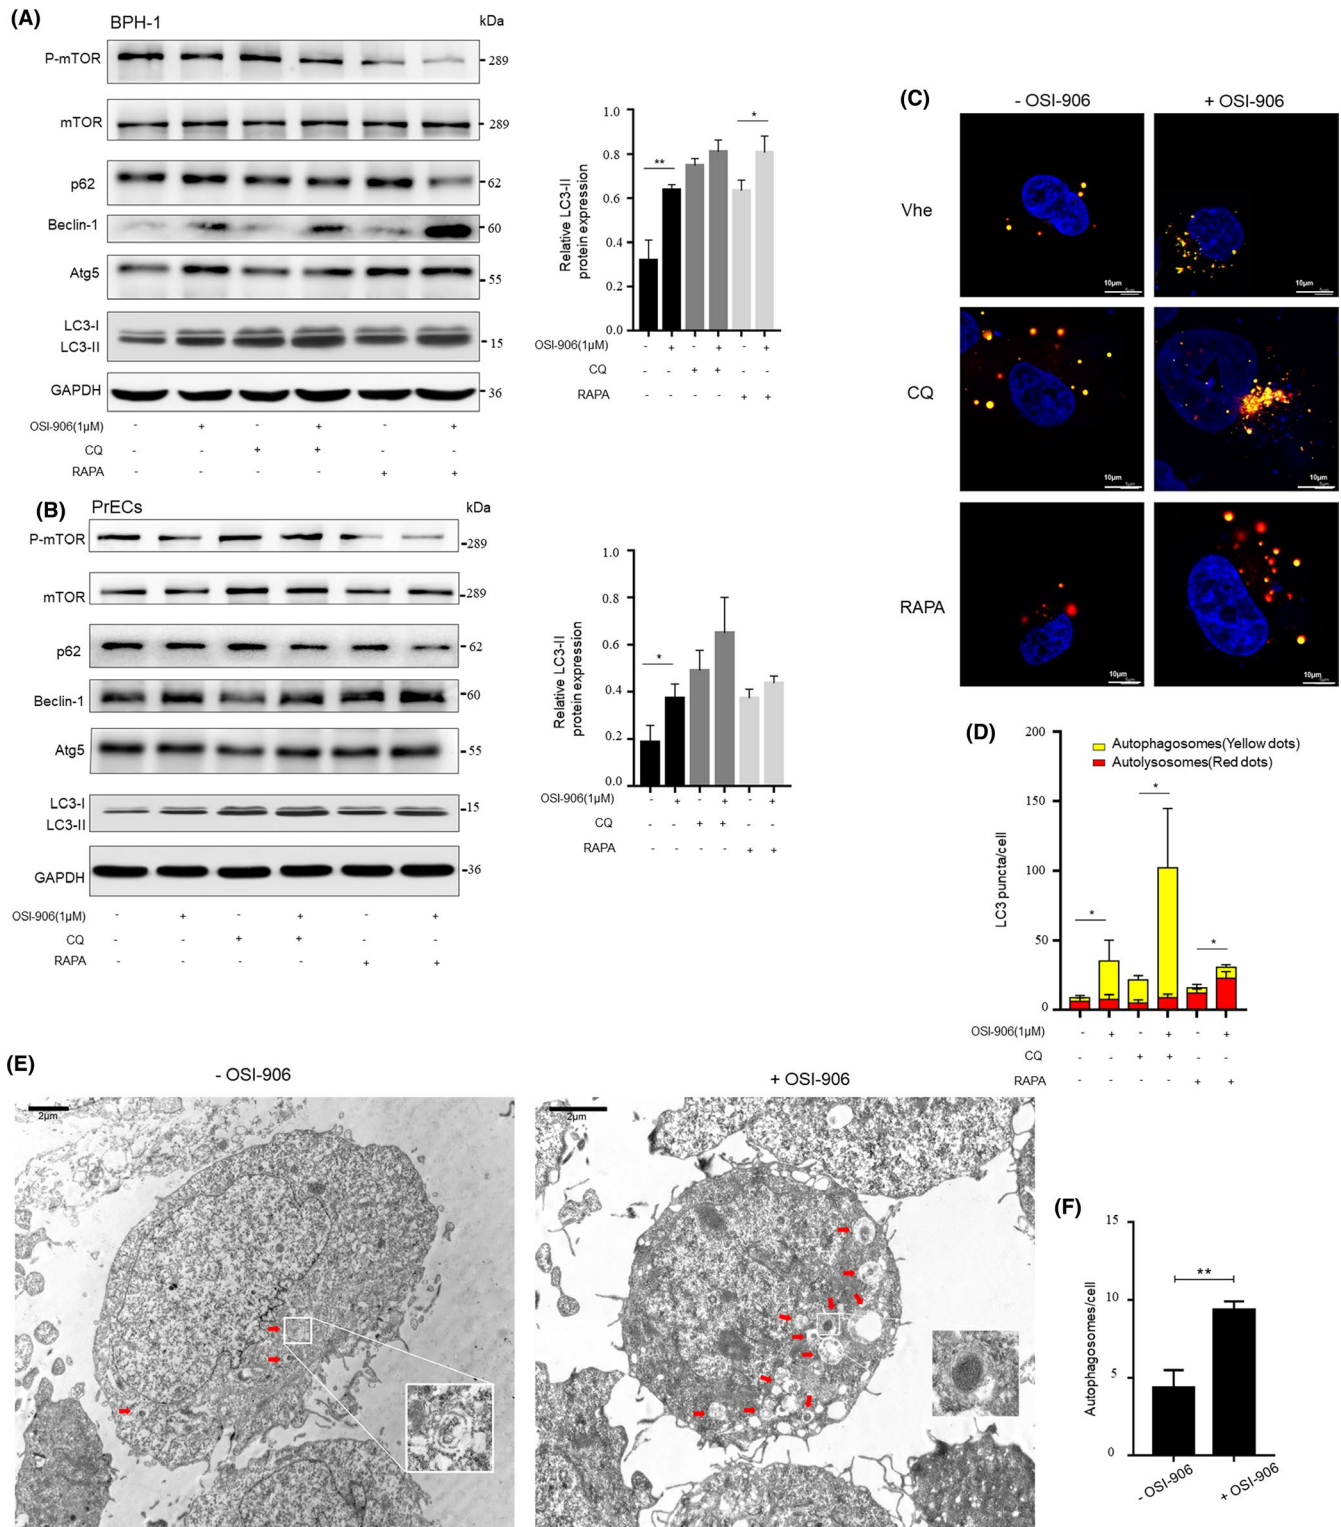 (A)
BPH-1
kDa
P-mTOR
289
mTOR
289
p62
62
Beclin-1
60
Atg5
55
LC3-I
LC3-II
15
GAPDH
36
OSI-906(1μM) - + - + - +
CQ - - + + - -
RAPA - - - - + +
1.0
0.8
0.6
0.4
0.2
0.0
Relative LC3-II
protein expression
**
*
OSI-906(1μM) - + - + - +
CQ - - + + - -
RAPA - - - - + +
(B)
PrECs
kDa
P-mTOR
289
mTOR
289
p62
62
Beclin-1
60
Atg5
55
LC3-I
LC3-II
15
GAPDH
36
OSI-906(1μM) - + - + - +
CQ - - + + - -
RAPA - - - - + +
1.0
0.8
0.6
0.4
0.2
0.0
Relative LC3-II
protein expression
*
OSI-906(1μM) - + - + - +
CQ - - + + - -
RAPA - - - - + +
(C)
- OSI-906
+ OSI-906
Vhe
10μm
10μm
CQ
10μm
10μm
RAPA
10μm
10μm
(D)
200
150
100
50
0
LC3 puncta/cell
Autophagosomes(Yellow dots)
Autolysosomes(Red dots)
*
*
*
OSI-906(1μM) - + - + - +
CQ - - + + - -
RAPA - - - - + +
(E)
- OSI-906
+ OSI-906
2μm
2μm
(F)
15
10
5
0
Autophagosomes/cell
**
- OSI-906
+ OSI-906